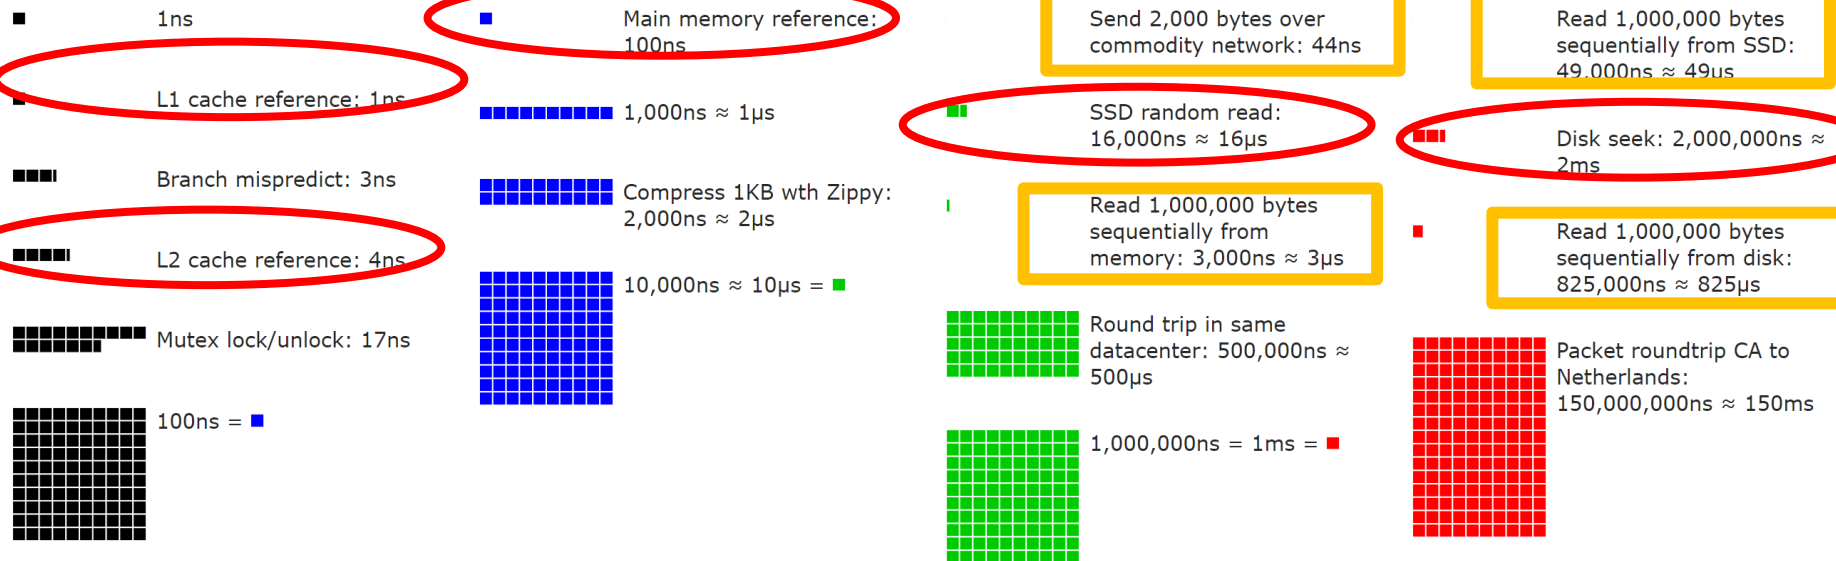 1ns
L1 cache reference: 1ns
Branch mispredict: 3ns
L2 cache reference: 4ns
Mutex lock/unlock: 17ns
100ns =
Main memory reference:
100ns
1,000ns ≈ 1μs
Compress 1KB wth Zippy:
2,000ns ≈ 2μs
10,000ns ≈ 10μs =
Send 2,000 bytes over
commodity network: 44ns
SSD random read:
16,000ns ≈ 16μs
Read 1,000,000 bytes
sequentially from
memory: 3,000ns ≈ 3μs
Round trip in same
datacenter: 500,000ns ≈
500μs
1,000,000ns = 1ms =
Read 1,000,000 bytes
sequentially from SSD:
49,000ns ≈ 49μs
Disk seek: 2,000,000ns ≈
2ms
Read 1,000,000 bytes
sequentially from disk:
825,000ns ≈ 825μs
Packet roundtrip CA to
Netherlands:
150,000,000ns ≈ 150ms